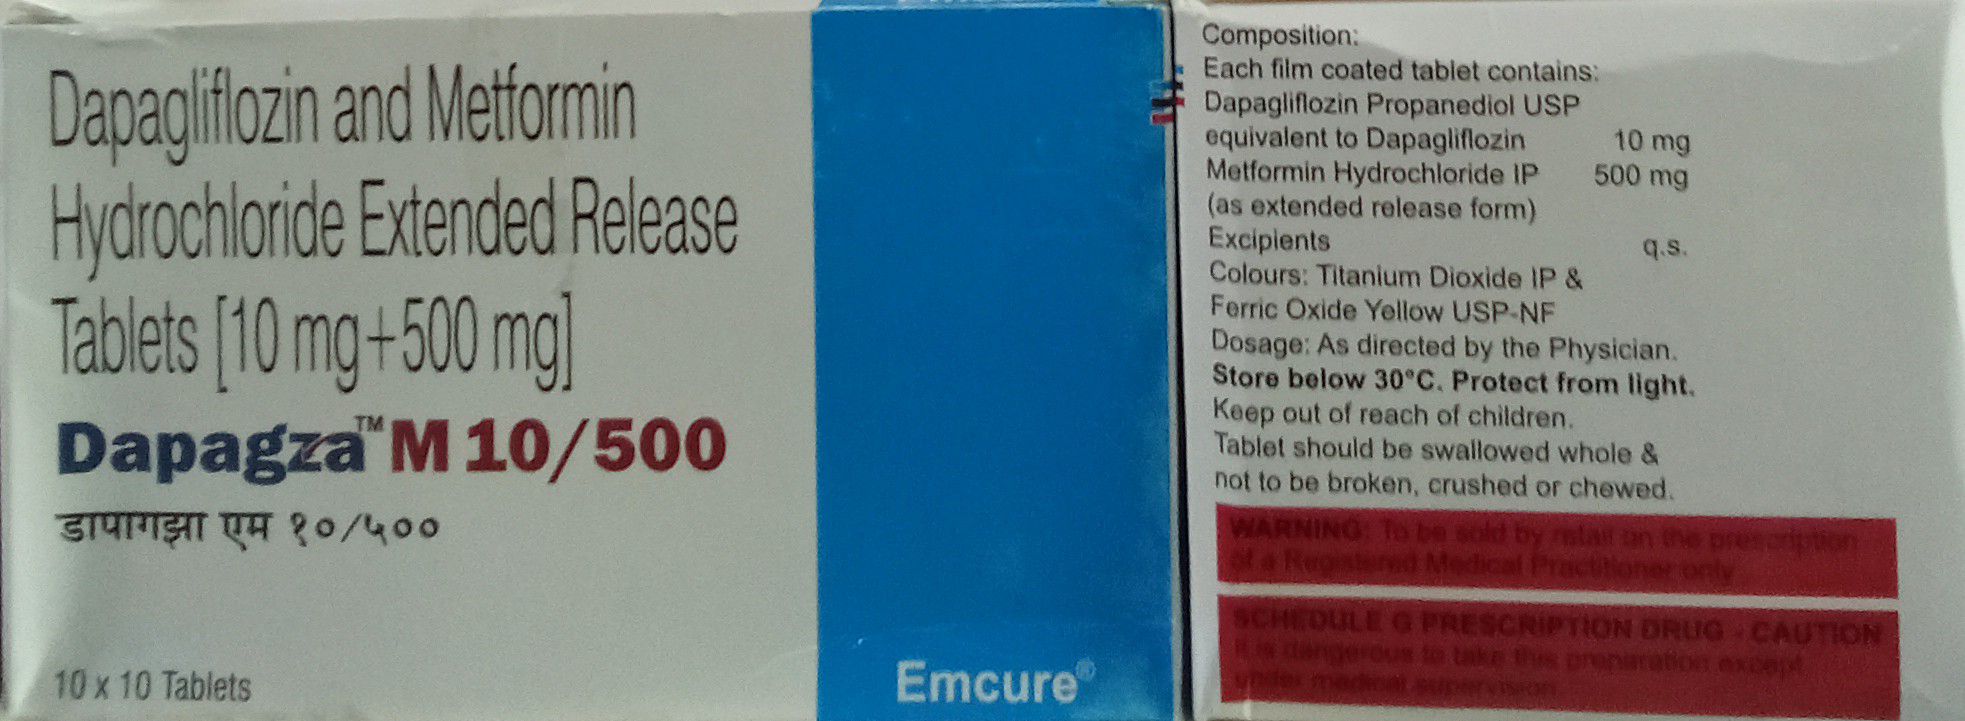 Dapagliflozin and Metformin
Hydrochloride Extended Release
Tablets [10 mg+500 mg]
Dapagza™ M 10/500
डापागझा एम १०/५००
10 x 10 Tablets
Emcure®
Composition:
Each film coated tablet contains:
Dapagliflozin Propanediol USP
equivalent to Dapagliflozin 10 mg
Metformin Hydrochloride IP 500 mg
(as extended release form)
Excipients q.s.
Colours: Titanium Dioxide IP &
Ferric Oxide Yellow USP-NF
Dosage: As directed by the Physician.
Store below 30°C. Protect from light.
Keep out of reach of children.
Tablet should be swallowed whole &
not to be broken, crushed or chewed.
WARNING: To be sold by retail on the prescription
of a Registered Medical Practitioner only
SCHEDULE G PRESCRIPTION DRUG - CAUTION
It is dangerous to take this preparation except
under medical supervision